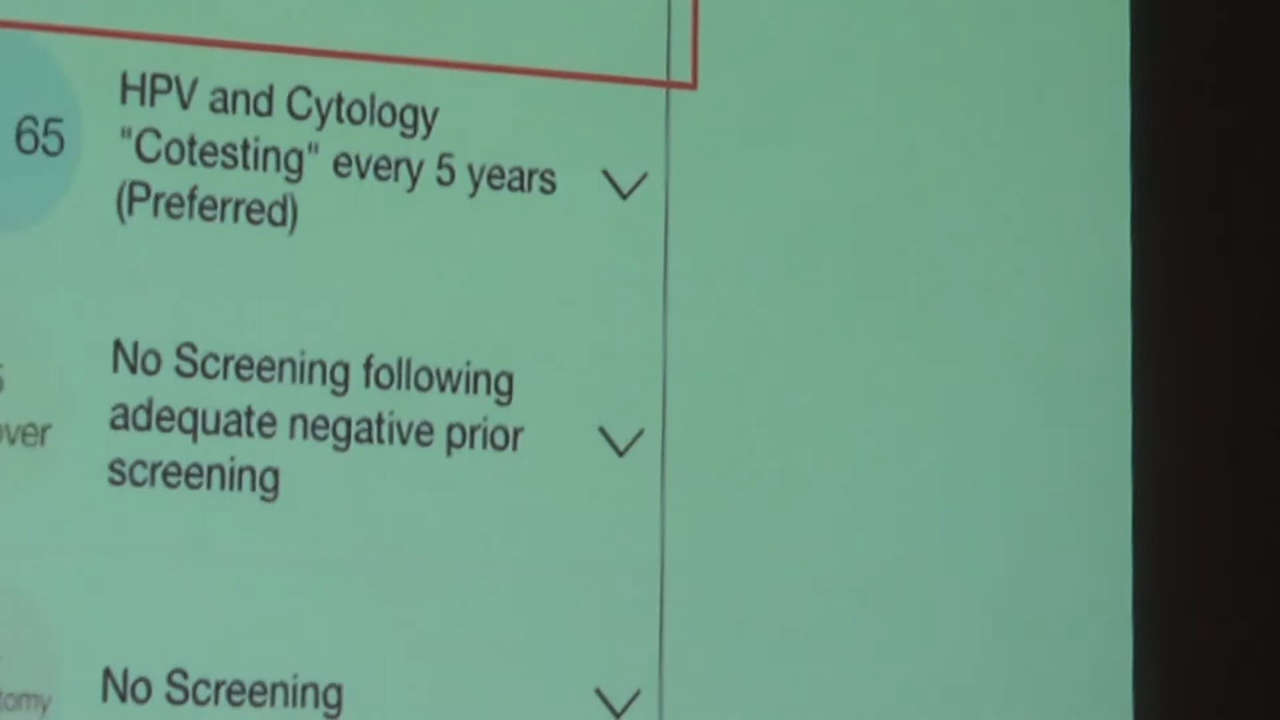 65
HPV and Cytology
"Cotesting" every 5 years
(Preferred)
No Screening following
adequate negative prior
screening
No Screening